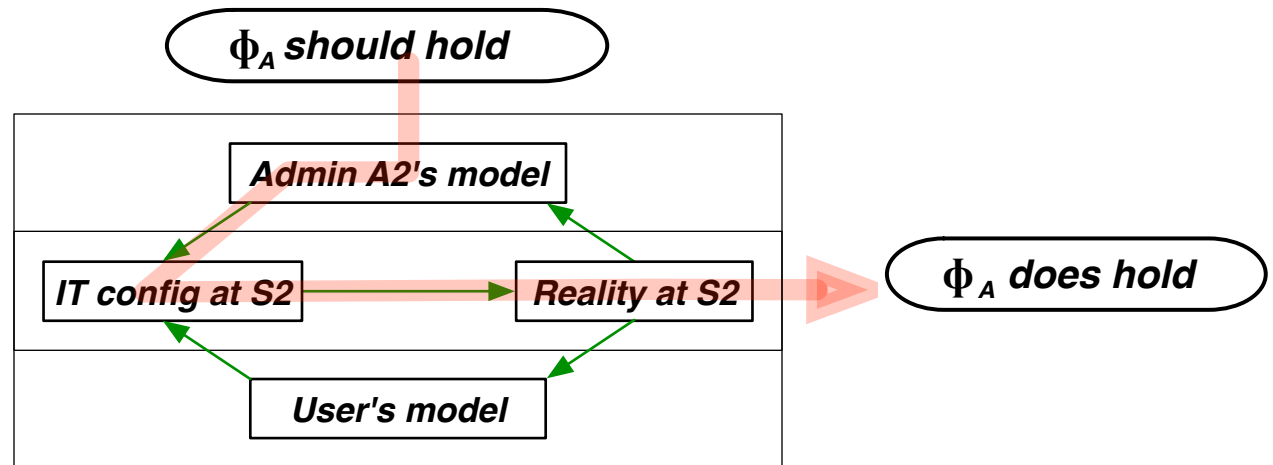 ϕA should hold
Admin A2's model
IT config at S2
Reality at S2
ϕA does hold
User's model